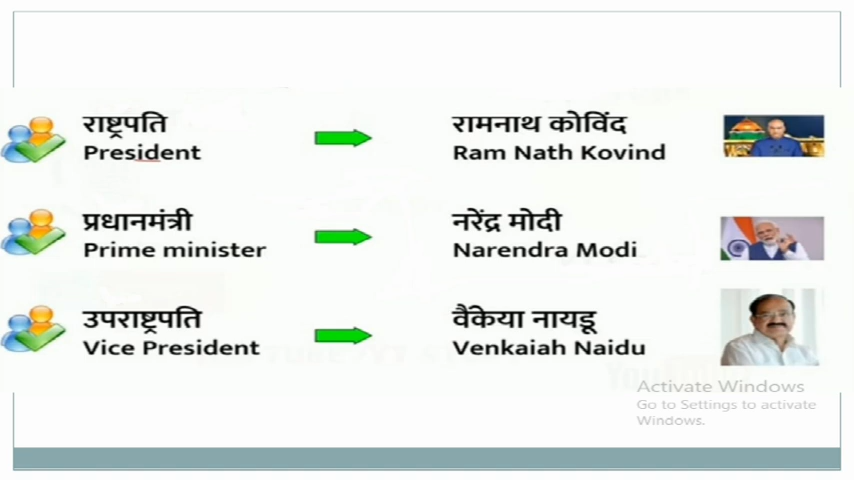 राष्ट्रपति
President
रामनाथ कोविंद
Ram Nath Kovind
प्रधानमंत्री
Prime minister
नरेंद्र मोदी
Narendra Modi
उपराष्ट्रपति
Vice President
वैंकेया नायडू
Venkaiah Naidu
Activate Windows
Go to Settings to activate
Windows.